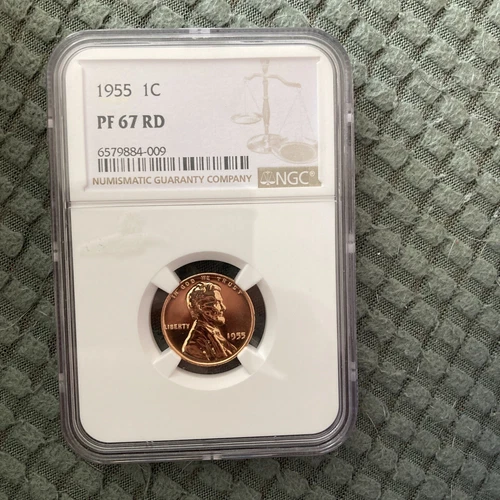 1955 1C
PF 67 RD
6579884-009
NUMISMATIC GUARANTY COMPANY NGC®
IN GOD WE TRUST
LIBERTY
1955